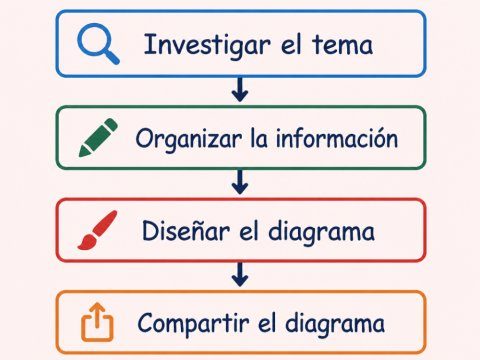 Investigar el tema
Organizar la información
Diseñar el diagrama
Compartir el diagrama